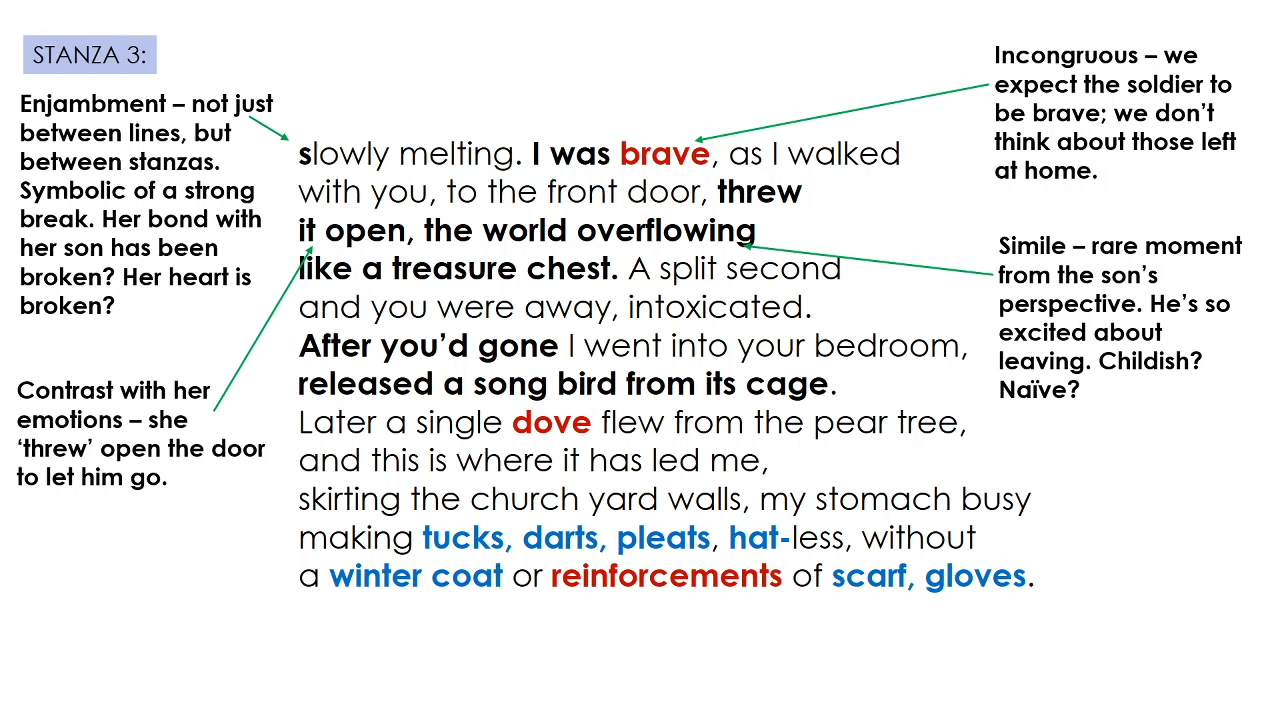 STANZA 3:
Enjambment – not just
between lines, but
between stanzas.
Symbolic of a strong
break. Her bond with
her son has been
broken? Her heart is
broken?
Contrast with her
emotions – she
‘threw’ open the door
to let him go.
slowly melting. I was brave, as I walked
with you, to the front door, threw
it open, the world overflowing
like a treasure chest. A split second
and you were away, intoxicated.
After you’d gone I went into your bedroom,
released a song bird from its cage.
Later a single dove flew from the pear tree,
and this is where it has led me,
skirting the church yard walls, my stomach busy
making tucks, darts, pleats, hat-less, without
a winter coat or reinforcements of scarf, gloves.
Incongruous – we
expect the soldier to
be brave; we don’t
think about those left
at home.
Simile – rare moment
from the son’s
perspective. He’s so
excited about
leaving. Childish?
Naïve?